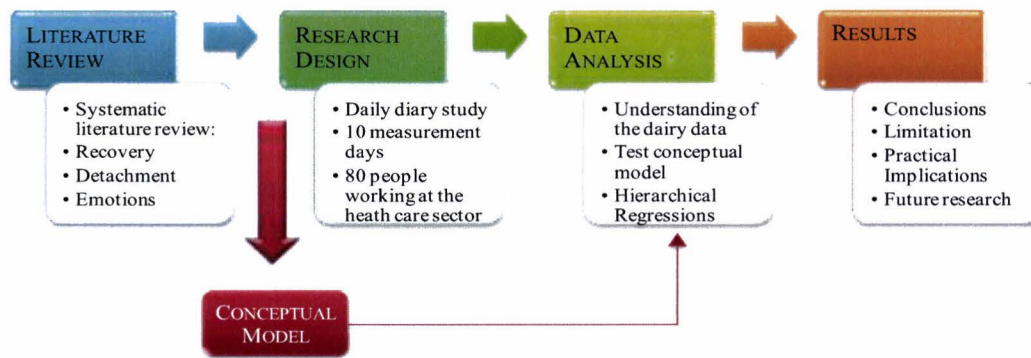 LITERATURE
REVIEW
• Systematic
literature review:
• Recovery
• Detachment
• Emotions
RESEARCH
DESIGN
• Daily diary study
• 10 measurement
days
• 80 people
working at the
heath care sector
DATA
ANALYSIS
• Understanding of
the dairy data
• Test conceptual
model
• Hierarchical
Regressions
RESULTS
• Conclusions
• Limitation
• Practical
Implications
• Future research
CONCEPTUAL
MODEL